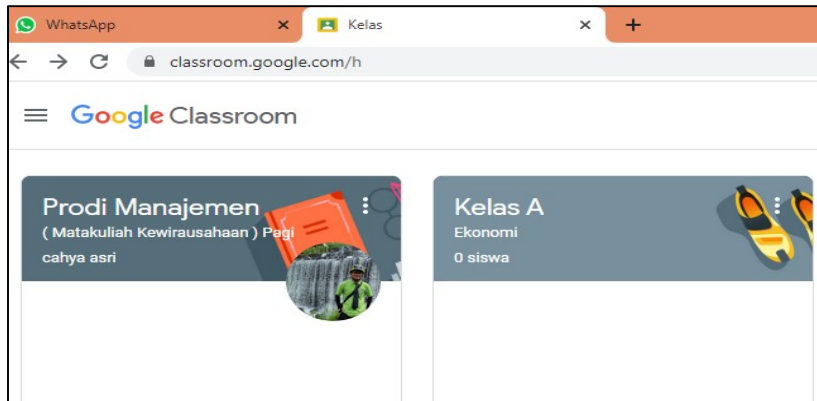 WhatsApp
Kelas
classroom.google.com/h
Google Classroom
Prodi Manajemen
( Matakuliah Kewirausahaan ) Pagi
cahya asri
Kelas A
Ekonomi
0 siswa